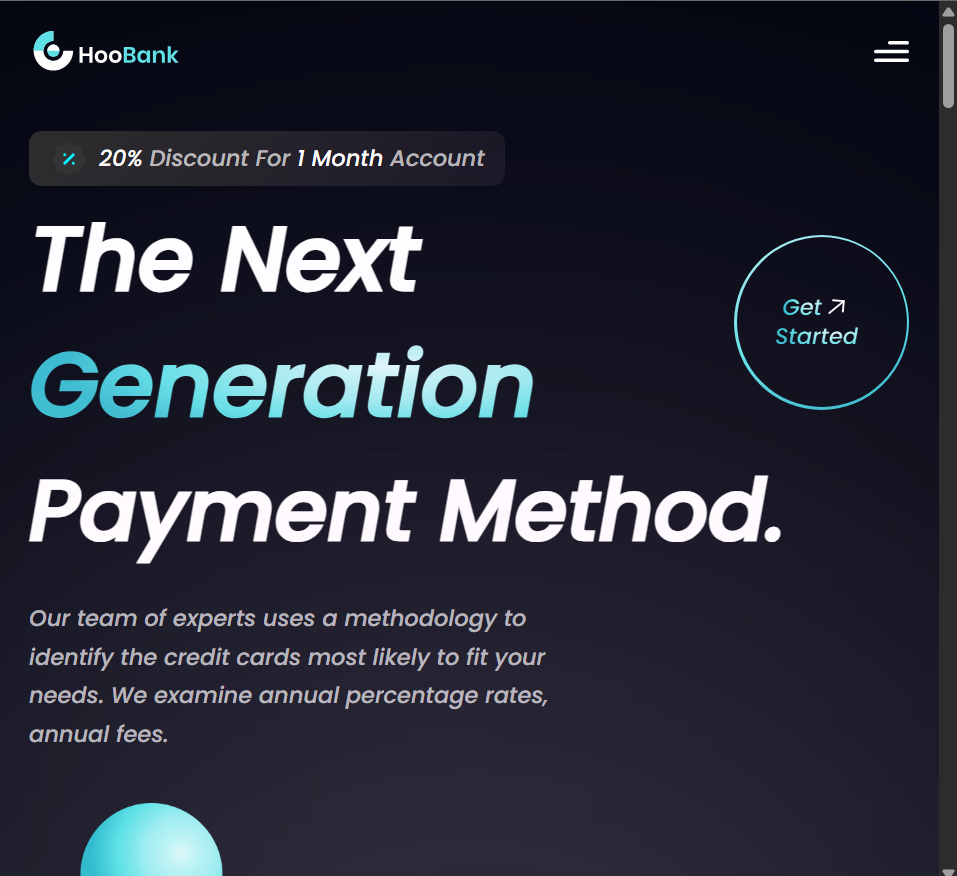 HooBank
20% Discount For 1 Month Account
The Next
Generation
Payment Method.
Get
Started
Our team of experts uses a methodology to
identify the credit cards most likely to fit your
needs. We examine annual percentage rates,
annual fees.